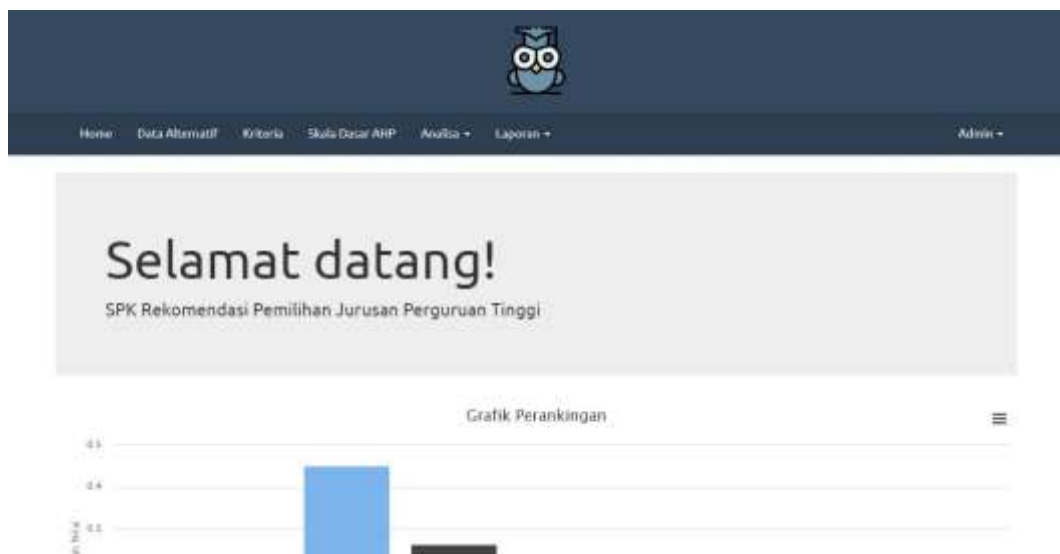 Home Data Alternatif Kriteria Skala Dasar AHP Analisa Laporan Admin
Selamat datang!
SPK Rekomendasi Pemilihan Jurusan Perguruan Tinggi
Grafik Perankingan
0.5
0.4
0.3